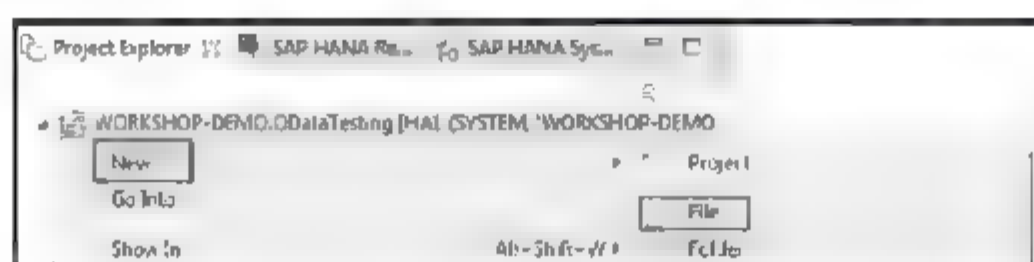 Project Explorer SAP HANA Re... SAP HANA Sys...
WORKSHOP-DEMO.ODataTesting [HA1 (SYSTEM, 'WORKSHOP-DEMO
New Project
Go Into File
Show In Alt+Shift+W Folder